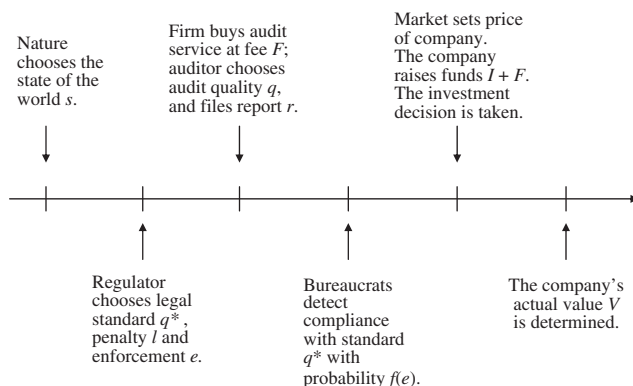 Nature
chooses the
state of the
world s.
Regulator
chooses legal
standard q*,
penalty l and
enforcement e.
Firm buys audit
service at fee F;
auditor chooses
audit quality q,
and files report r.
Bureaucrats
detect
compliance
with standard
q* with
probability f(e).
Market sets price
of company.
The company
raises funds I + F.
The investment
decision is taken.
The company's
actual value V
is determined.